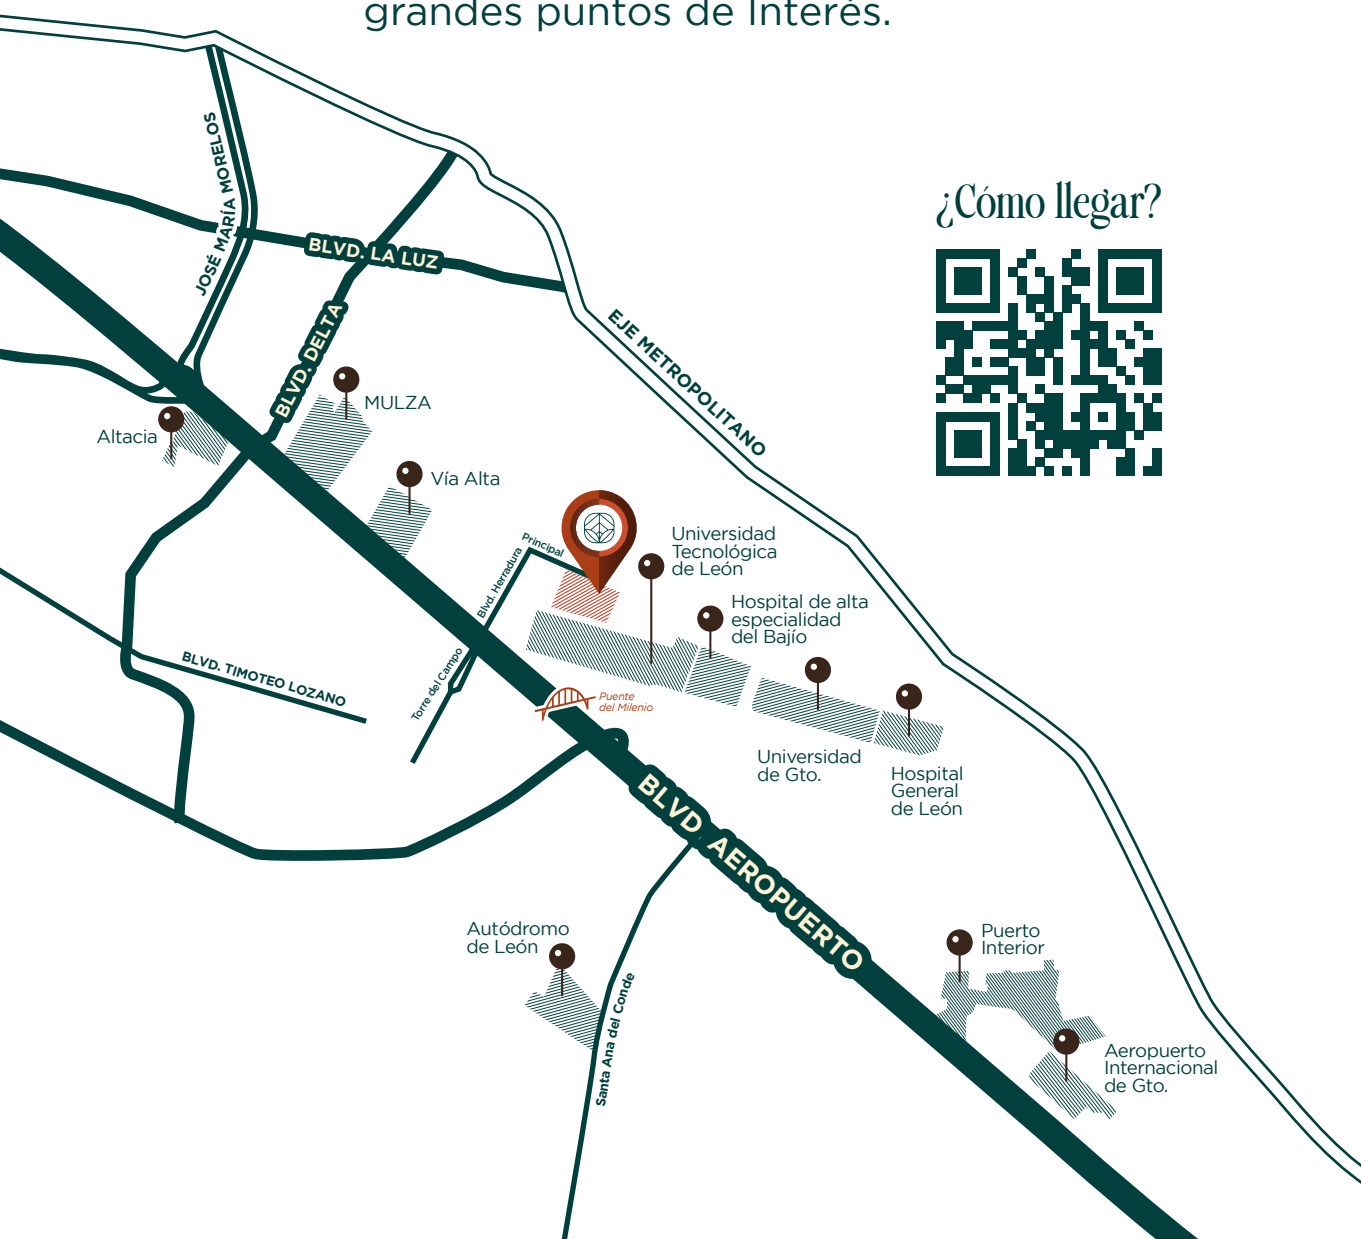 grandes puntos de Interés.
¿Cómo llegar?
JOSÉ MARÍA MORELOS
BLVD. LA LUZ
BLVD. DELTA
EJE METROPOLITANO
MULZA
Altacia
Vía Alta
Principal
Blvd. Herradura
Universidad
Tecnológica
de León
Hospital de alta
especialidad
del Bajío
BLVD. TIMOTEO LOZANO
Torre del Campo
Puente
del Milenio
Universidad
de Gto.
Hospital
General
de León
BLVD AEROPUERTO
Autódromo
de León
Santa Ana del Conde
Puerto
Interior
Aeropuerto
Internacional
de Gto.